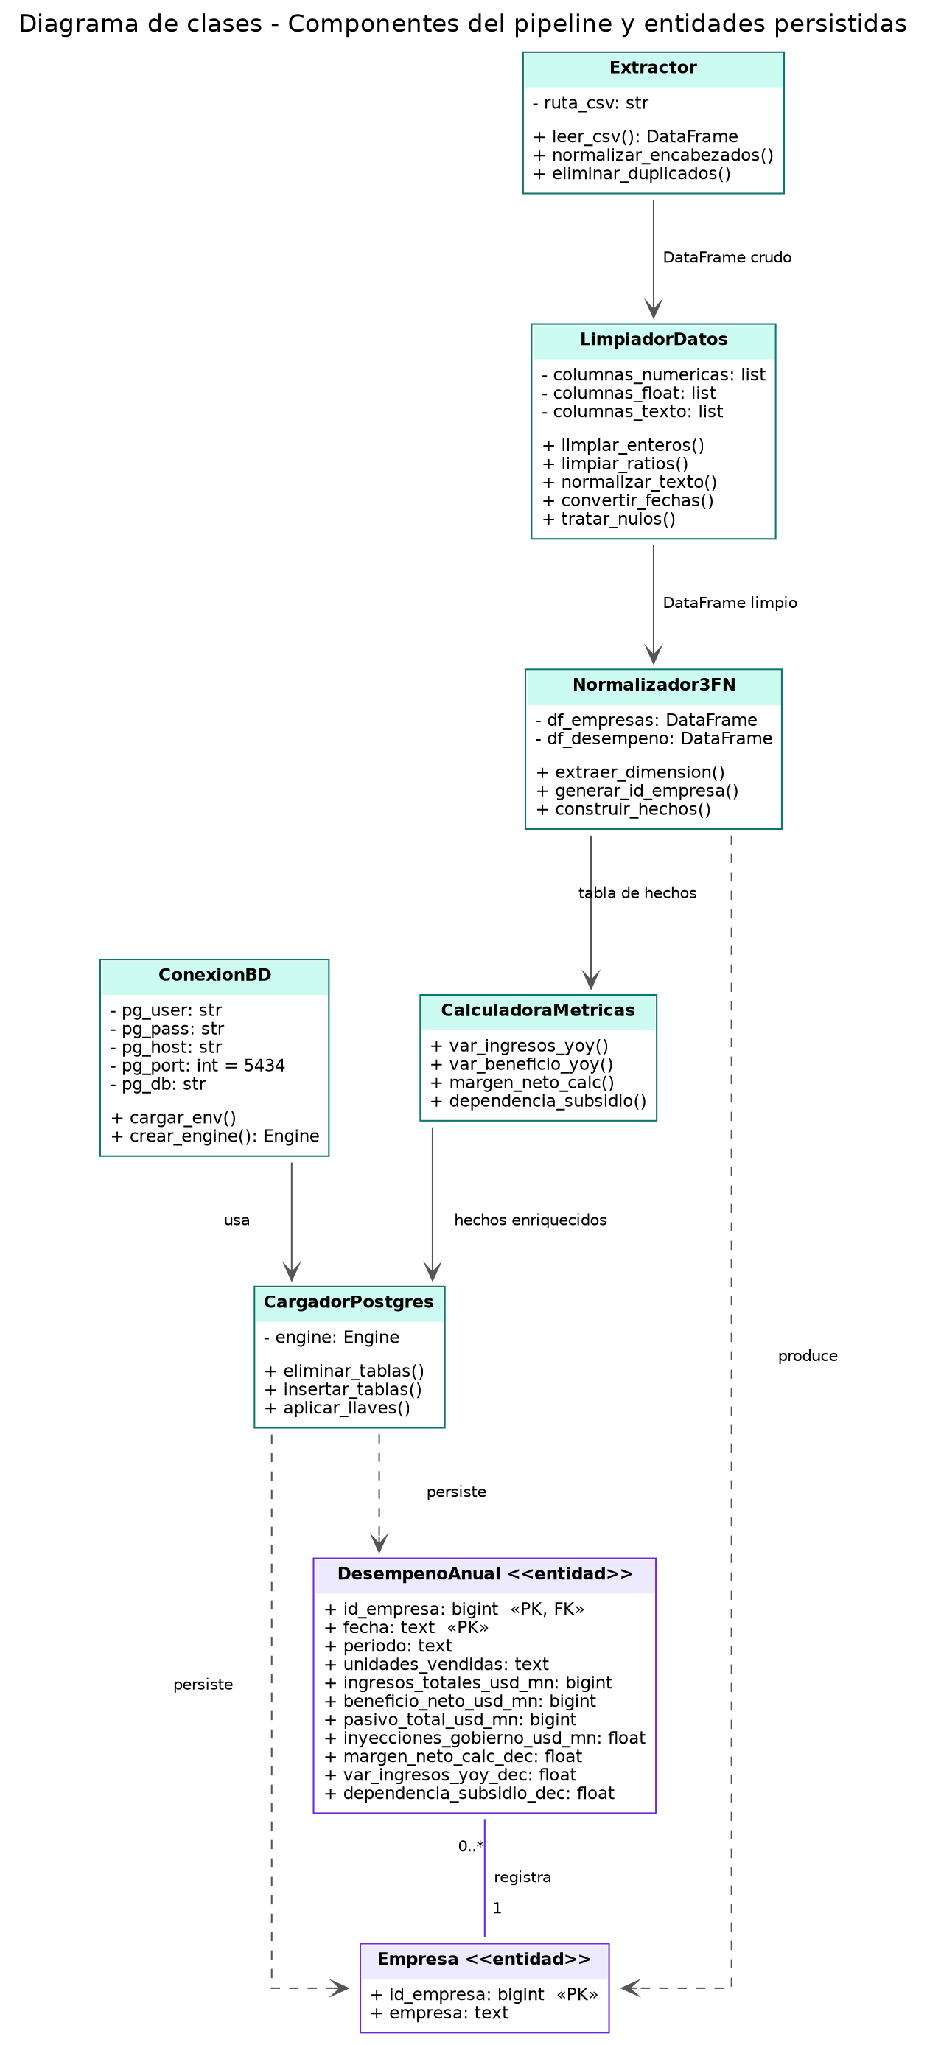 Diagrama de clases - Componentes del pipeline y entidades persistidas
Extractor
- ruta_csv: str
+ leer_csv(): DataFrame
+ normalizar_encabezados()
+ eliminar_duplicados()
DataFrame crudo
LimpiadorDatos
- columnas_numericas: list
- columnas_float: list
- columnas_texto: list
+ limpiar_enteros()
+ limpiar_ratios()
+ normalizar_texto()
+ convertir_fechas()
+ tratar_nulos()
DataFrame limpio
Normalizador3FN
- df_empresas: DataFrame
- df_desempeno: DataFrame
+ extraer_dimension()
+ generar_id_empresa()
+ construir_hechos()
tabla de hechos
ConexionBD
- pg_user: str
- pg_pass: str
- pg_host: str
- pg_port: int = 5434
- pg_db: str
+ cargar_env()
+ crear_engine(): Engine
CalculadoraMetricas
+ var_ingresos_yoy()
+ var_beneficio_yoy()
+ margen_neto_calc()
+ dependencia_subsidio()
usa
hechos enriquecidos
CargadorPostgres
- engine: Engine
+ eliminar_tablas()
+ insertar_tablas()
+ aplicar_llaves()
produce
persiste
DesempenoAnual <<entidad>>
+ id_empresa: bigint «PK, FK»
+ fecha: text «PK»
+ periodo: text
+ unidades_vendidas: text
+ ingresos_totales_usd_mn: bigint
+ beneficio_neto_usd_mn: bigint
+ pasivo_total_usd_mn: bigint
+ inyecciones_gobierno_usd_mn: float
+ margen_neto_calc_dec: float
+ var_ingresos_yoy_dec: float
+ dependencia_subsidio_dec: float
persiste
0..*
registra
1
Empresa <<entidad>>
+ id_empresa: bigint «PK»
+ empresa: text